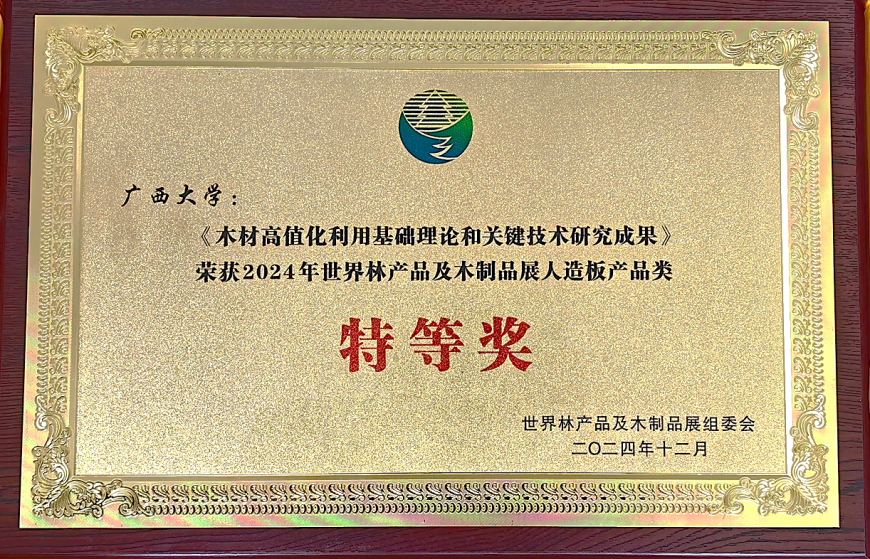 广西大学：
《木材高值化利用基础理论和关键技术研究成果》
荣获2024年世界林产品及木制品展人造板产品类
特等奖
世界林产品及木制品展组委会
二〇二四年十二月